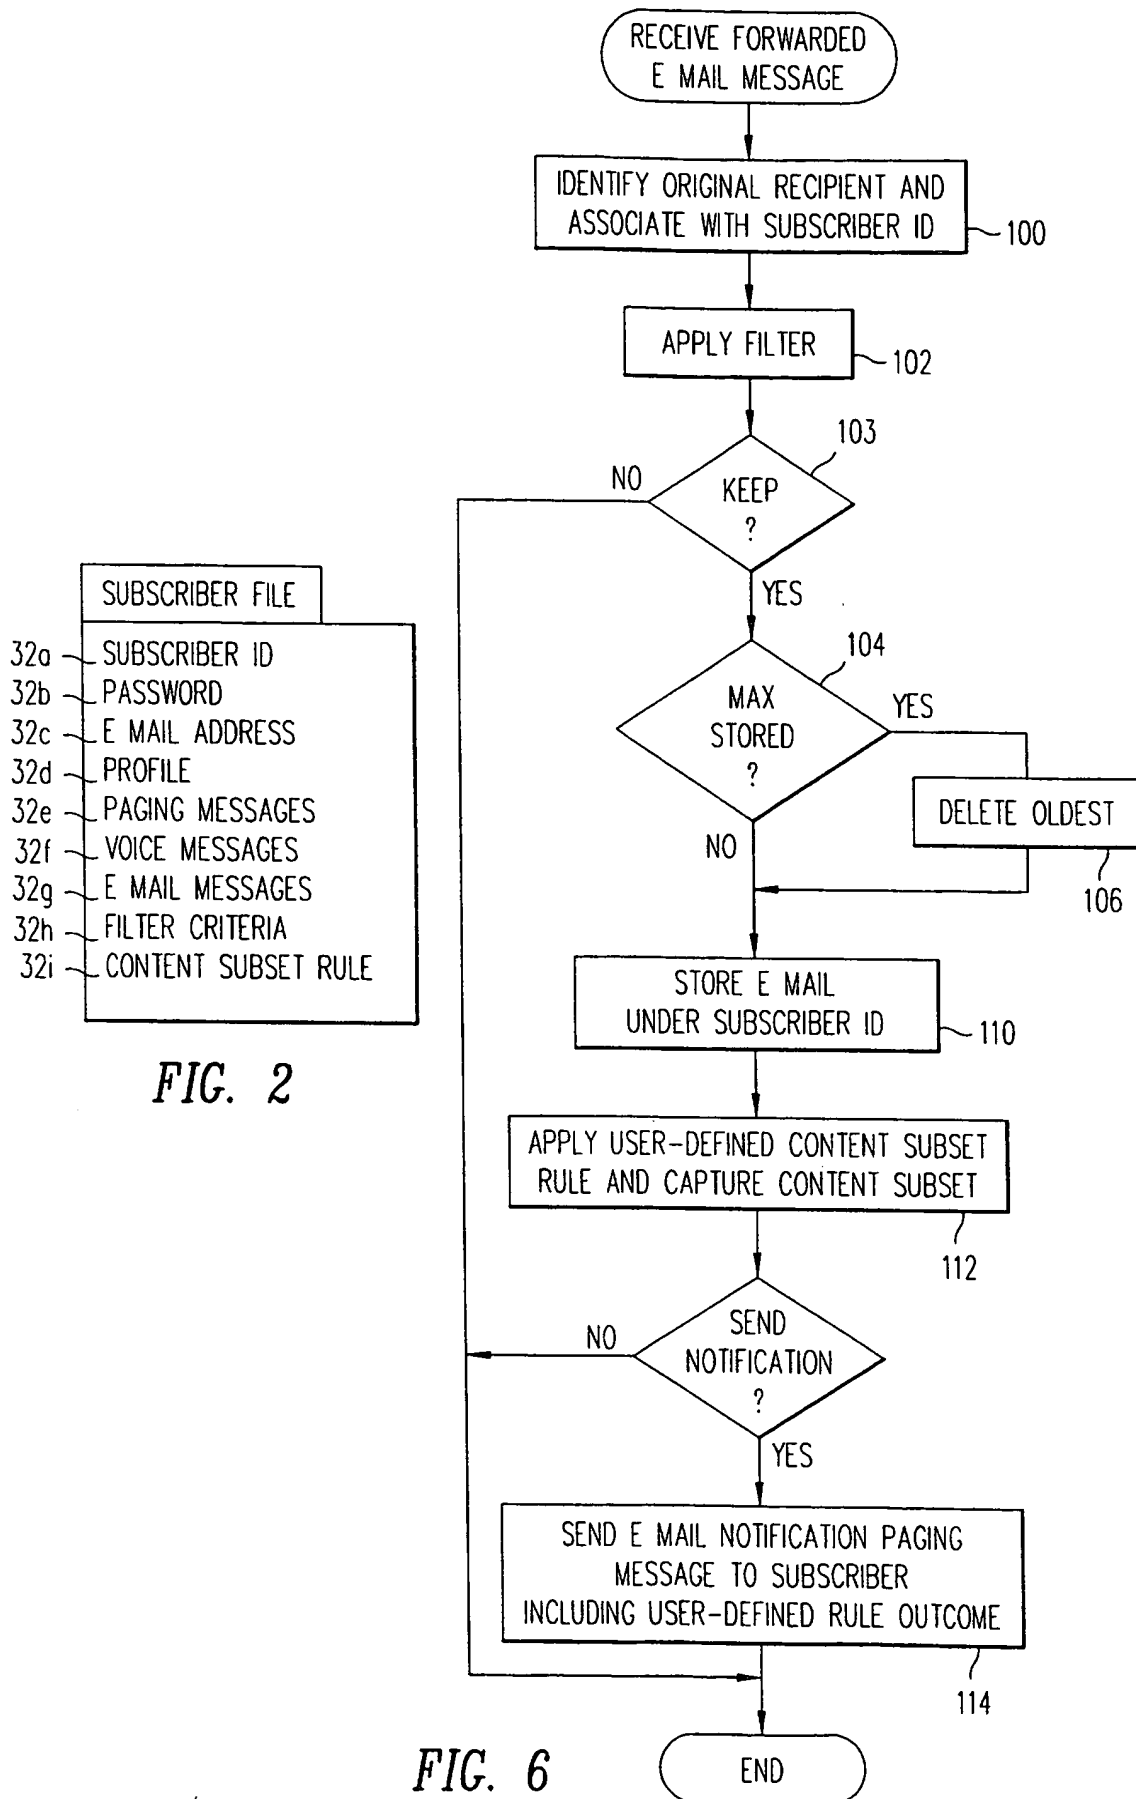 RECEIVE FORWARDED
E MAIL MESSAGE
IDENTIFY ORIGINAL RECIPIENT AND
ASSOCIATE WITH SUBSCRIBER ID
100
APPLY FILTER
102
103
KEEP
?
NO
YES
104
MAX
STORED
?
YES
NO
DELETE OLDEST
106
STORE E MAIL
UNDER SUBSCRIBER ID
110
APPLY USER-DEFINED CONTENT SUBSET
RULE AND CAPTURE CONTENT SUBSET
112
SEND
NOTIFICATION
?
NO
YES
SEND E MAIL NOTIFICATION PAGING
MESSAGE TO SUBSCRIBER
INCLUDING USER-DEFINED RULE OUTCOME
114
END
FIG. 6
SUBSCRIBER FILE
32a SUBSCRIBER ID
32b PASSWORD
32c E MAIL ADDRESS
32d PROFILE
32e PAGING MESSAGES
32f VOICE MESSAGES
32g E MAIL MESSAGES
32h FILTER CRITERIA
32i CONTENT SUBSET RULE
FIG. 2